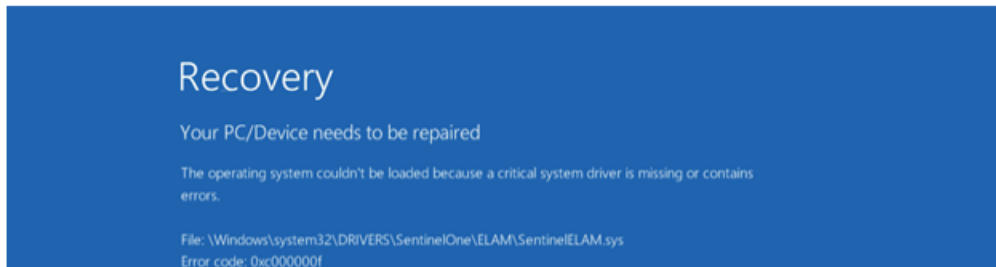 Recovery
Your PC/Device needs to be repaired
The operating system couldn't be loaded because a critical system driver is missing or contains
errors.
File: \Windows\system32\DRIVERS\SentinelOne\ELAM\SentinelELAM.sys
Error code: 0xc000000f